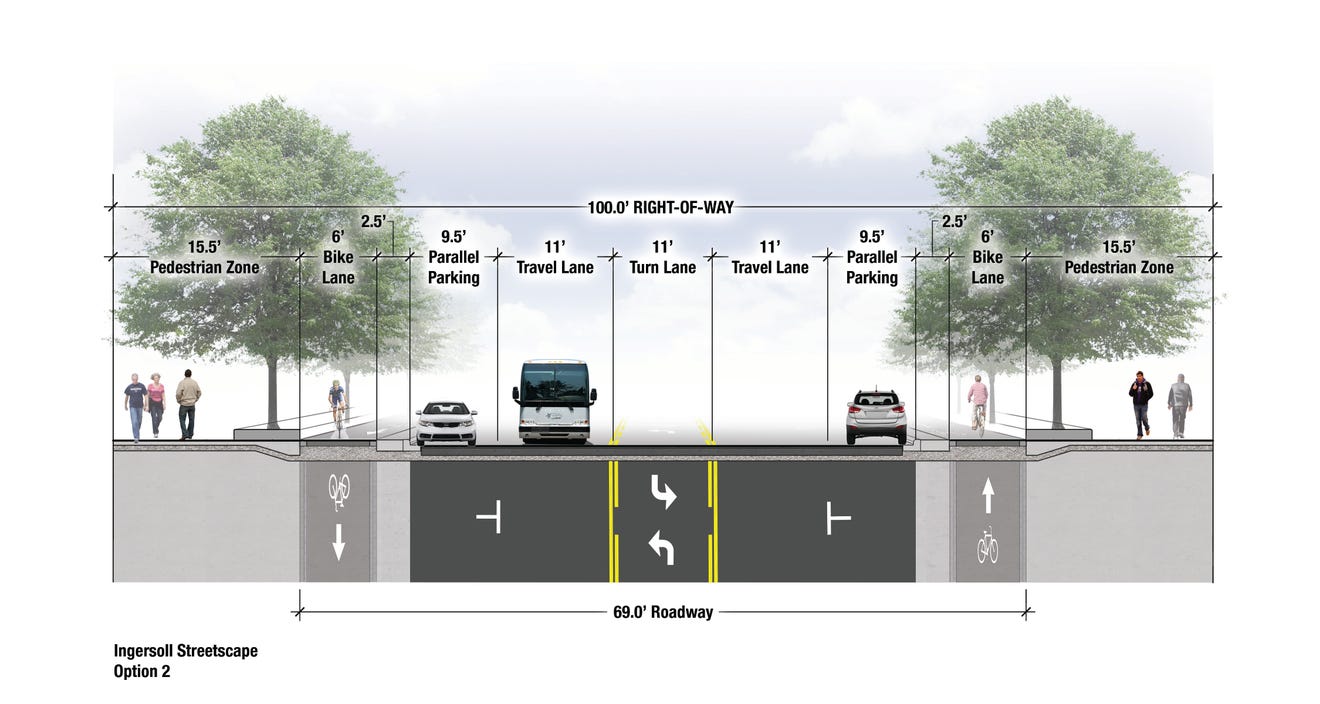 100.0’ RIGHT-OF-WAY
15.5’
Pedestrian Zone
6’
Bike
Lane
2.5’
9.5’
Parallel
Parking
11’
Travel Lane
11’
Turn Lane
11’
Travel Lane
9.5’
Parallel
Parking
2.5’
6’
Bike
Lane
15.5’
Pedestrian Zone
69.0’ Roadway
Ingersoll Streetscape
Option 2